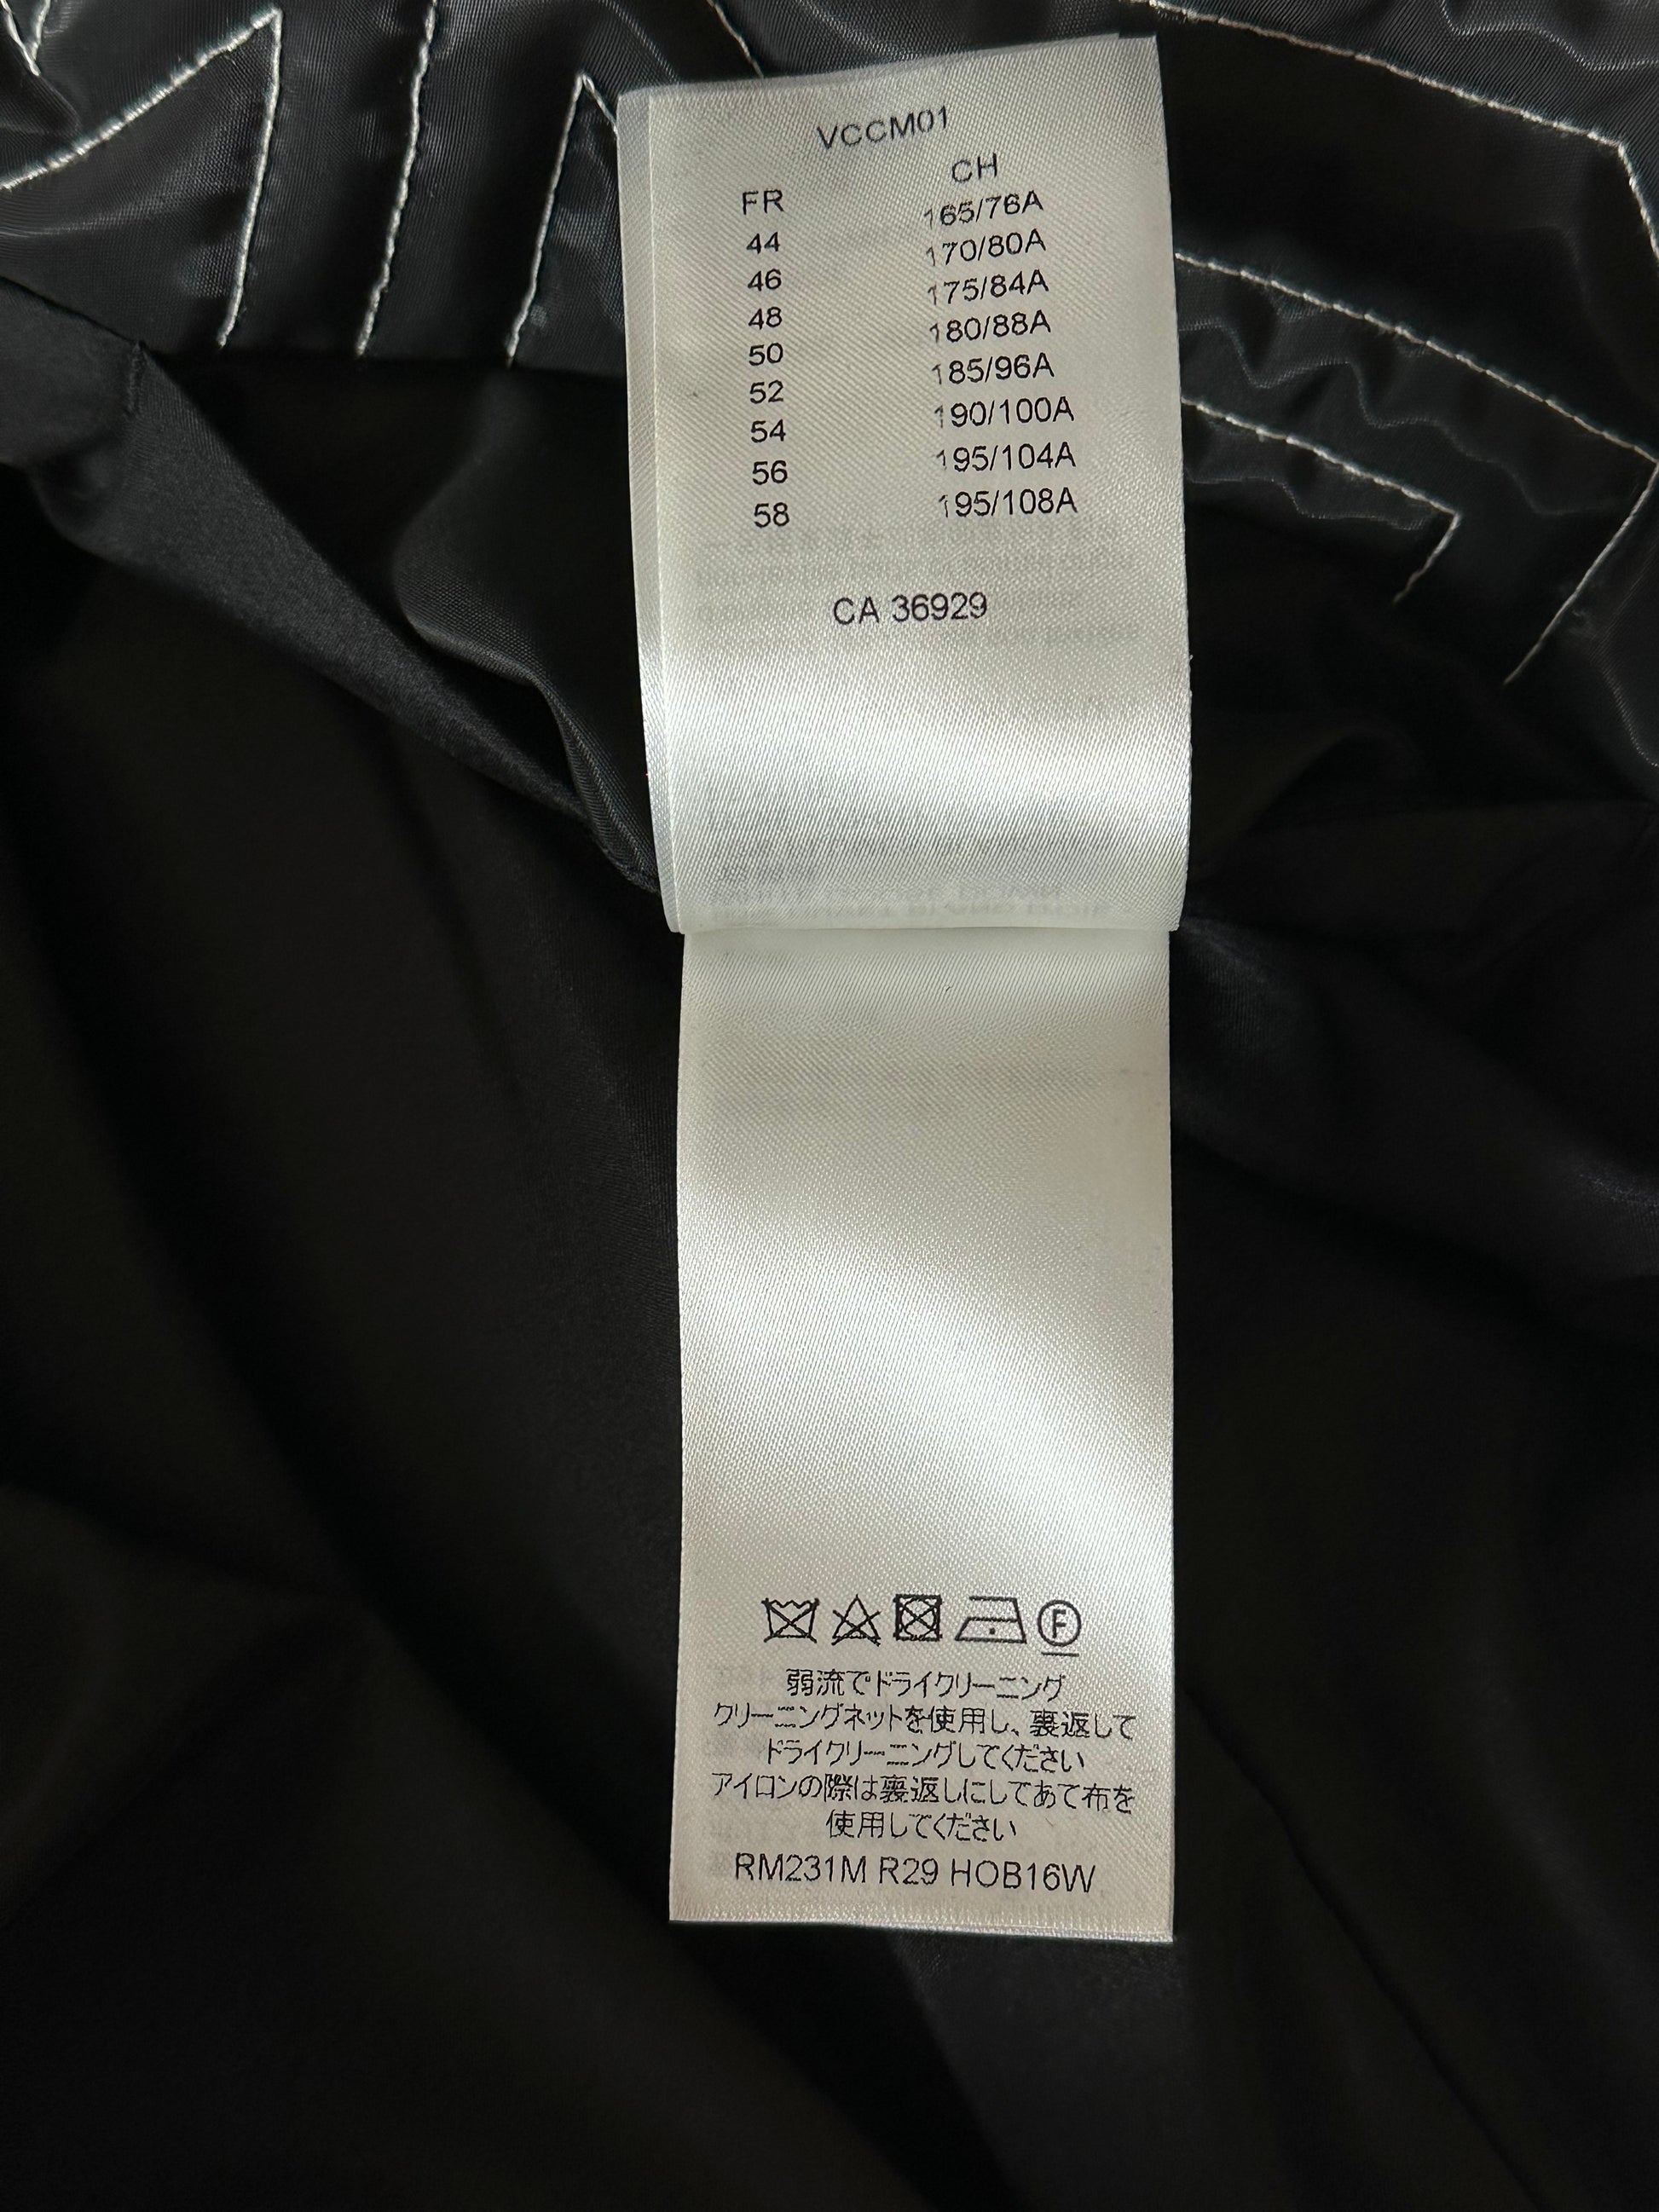 VCCM01
FR CH
44 165/76A
46 170/80A
48 175/84A
50 180/88A
52 185/96A
54 190/100A
56 195/104A
58 195/108A
CA 36929
F
弱流でドライクリーニング
クリーニングネットを使用し、裏返して
ドライクリーニングしてください
アイロンの際は裏返しにしてあて布を
使用してください
RM231M R29 HOB16W